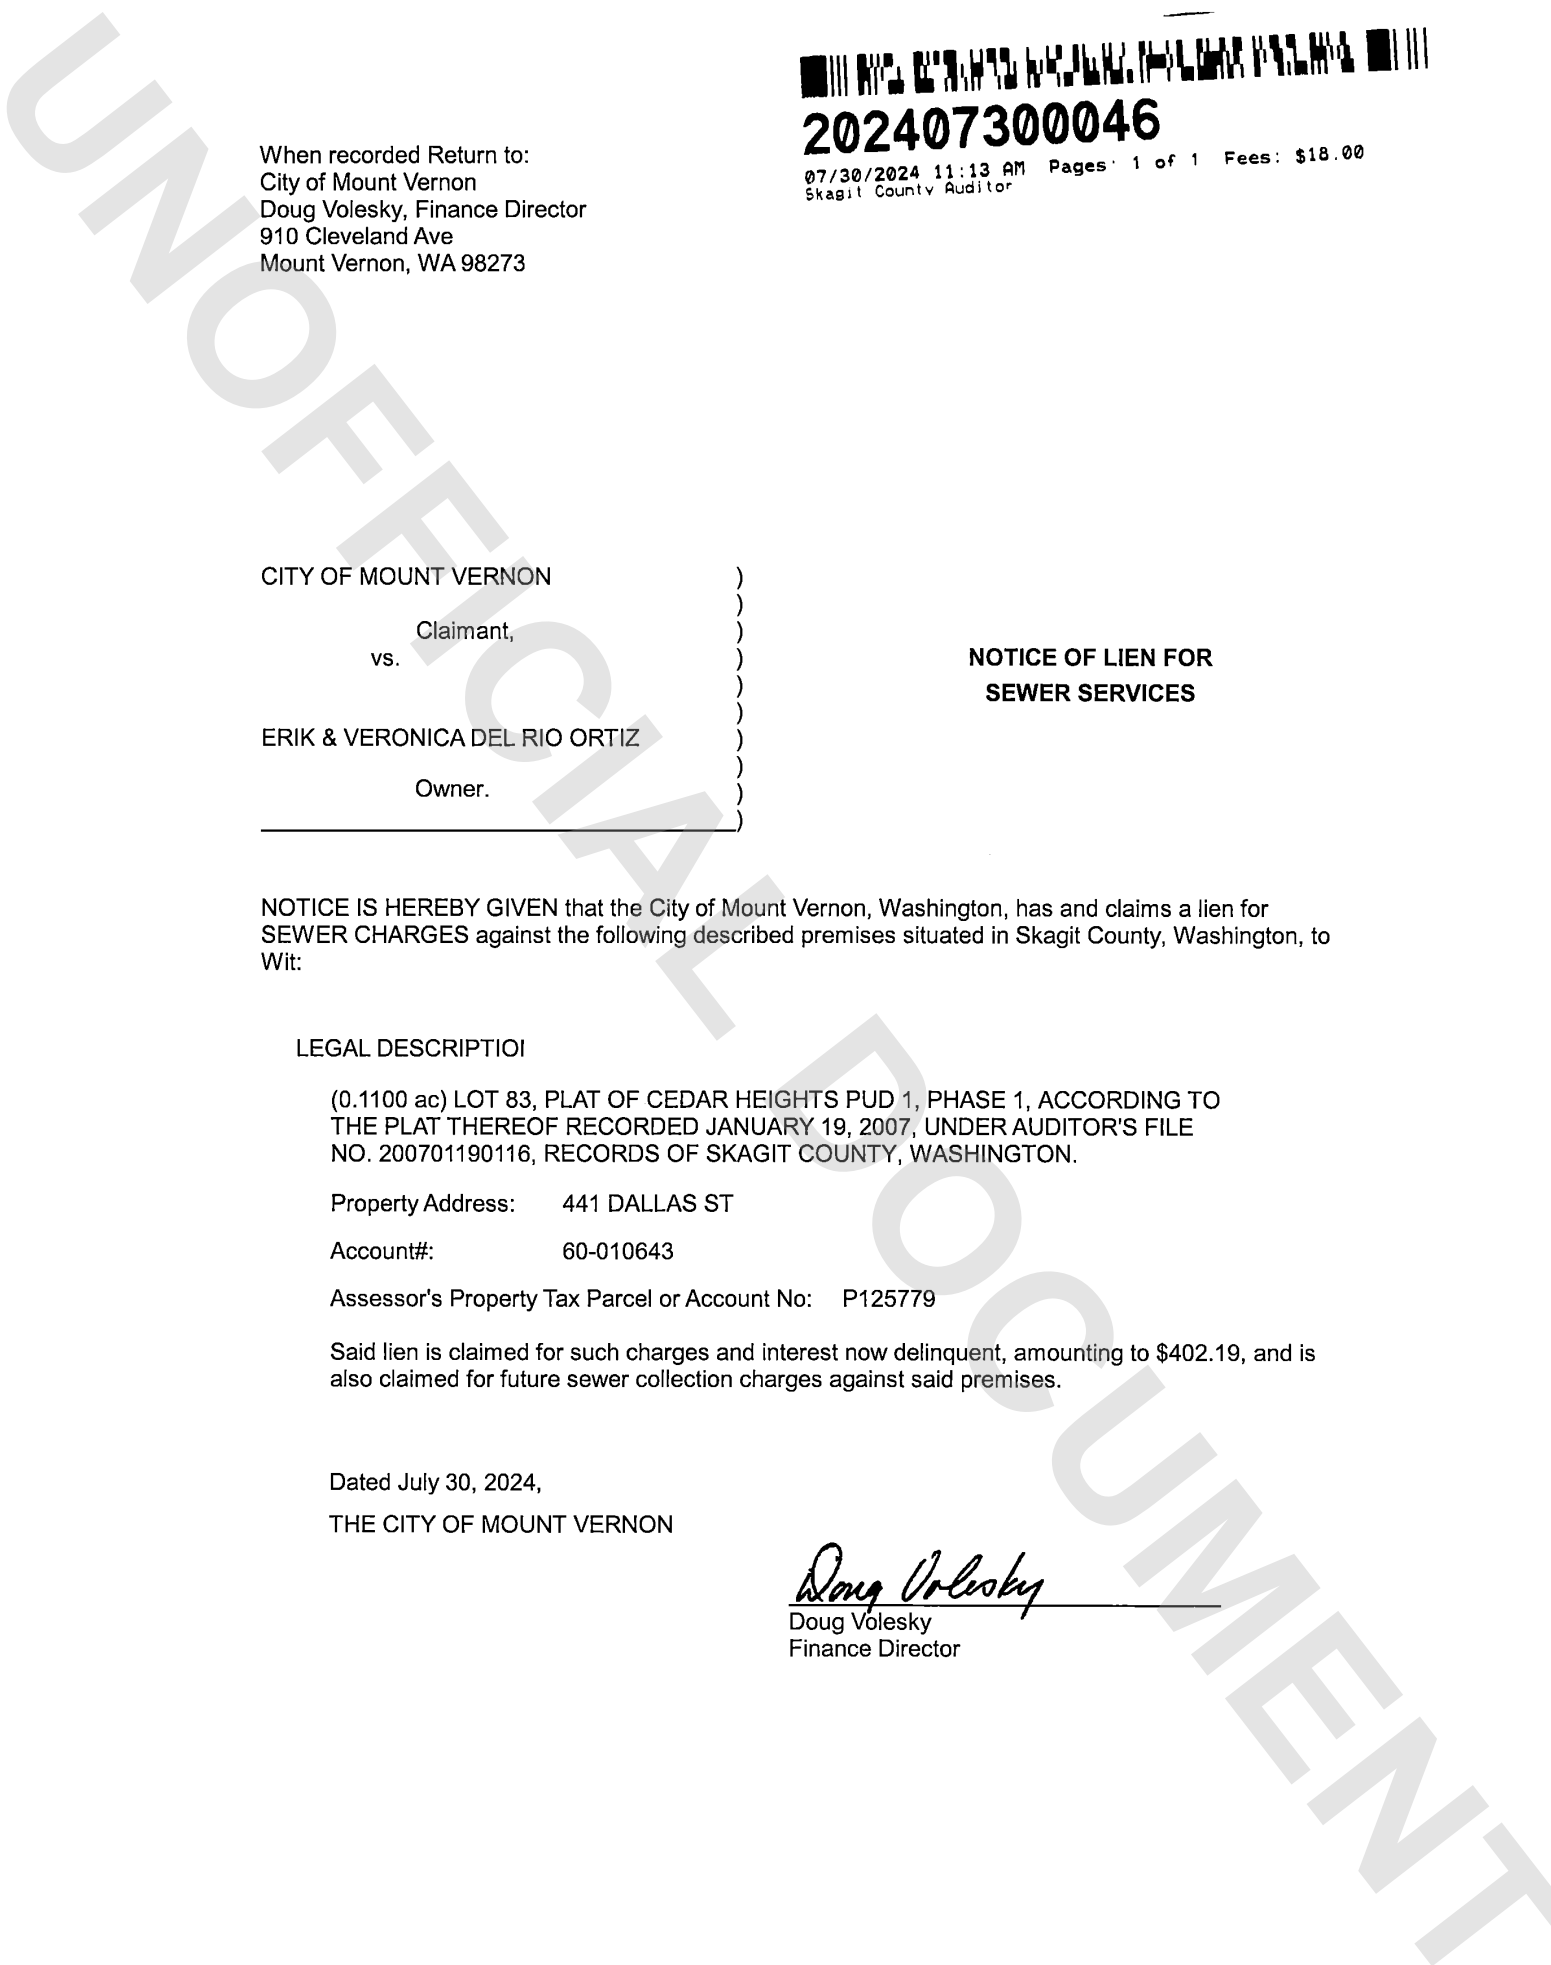 202407300046
07/30/2024 11:13 AM Pages: 1 of 1 Fees: $18.00
Skagit County Auditor
When recorded Return to:
City of Mount Vernon
Doug Volesky, Finance Director
910 Cleveland Ave
Mount Vernon, WA 98273
CITY OF MOUNT VERNON )
)
Claimant, )
vs. )
)
)
ERIK & VERONICA DEL RIO ORTIZ )
)
Owner. )
)
NOTICE OF LIEN FOR
SEWER SERVICES
NOTICE IS HEREBY GIVEN that the City of Mount Vernon, Washington, has and claims a lien for
SEWER CHARGES against the following described premises situated in Skagit County, Washington, to
Wit:
LEGAL DESCRIPTIOI
(0.1100 ac) LOT 83, PLAT OF CEDAR HEIGHTS PUD 1, PHASE 1, ACCORDING TO
THE PLAT THEREOF RECORDED JANUARY 19, 2007, UNDER AUDITOR'S FILE
NO. 200701190116, RECORDS OF SKAGIT COUNTY, WASHINGTON.
Property Address: 441 DALLAS ST
Account#: 60-010643
Assessor's Property Tax Parcel or Account No: P125779
Said lien is claimed for such charges and interest now delinquent, amounting to $402.19, and is
also claimed for future sewer collection charges against said premises.
Dated July 30, 2024,
THE CITY OF MOUNT VERNON
Doug Volesky
Doug Volesky
Finance Director
UNOFFICIAL DOCUMENT